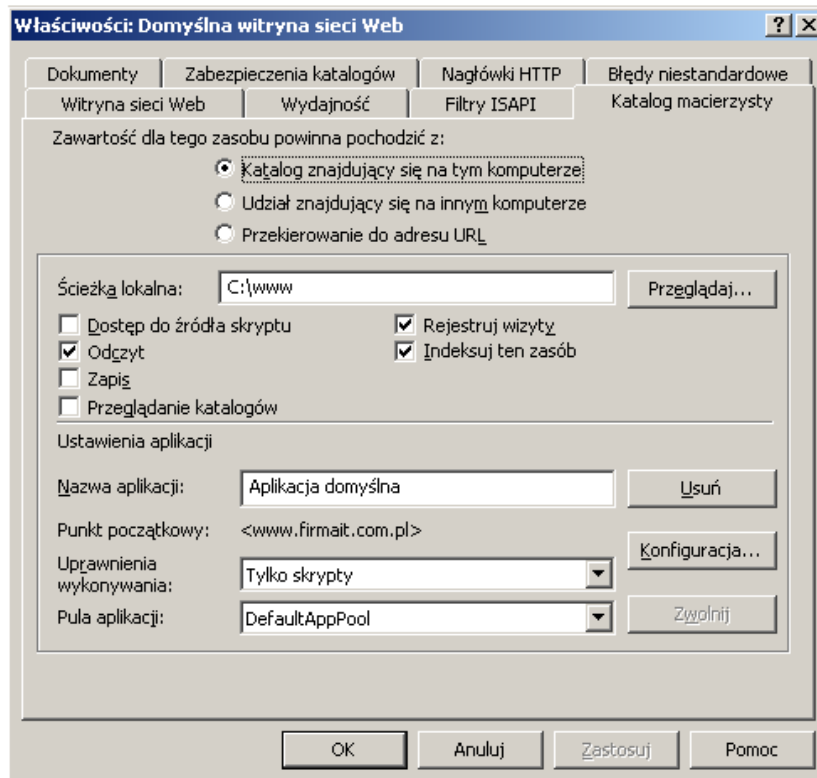 Właściwości: Domyślna witryna sieci Web
Dokumenty Zabezpieczenia katalogów Nagłówki HTTP Błędy niestandardowe
Witryna sieci Web Wydajność Filtry ISAPI Katalog macierzysty
Zawartość dla tego zasobu powinna pochodzić z:
Katalog znajdujący się na tym komputerze
Udział znajdujący się na innym komputerze
Przekierowanie do adresu URL
Ścieżka lokalna: C:\www Przeglądaj...
Dostęp do źródła skryptu Rejestruj wizyty
Odczyt Indeksuj ten zasób
Zapis
Przeglądanie katalogów
Ustawienia aplikacji
Nazwa aplikacji: Aplikacja domyślna Usuń
Punkt początkowy: <www.firmait.com.pl>
Konfiguracja...
Uprawnienia
wykonywania: Tylko skrypty
Pula aplikacji: DefaultAppPool Zwolnij
OK Anuluj Zastosuj Pomoc